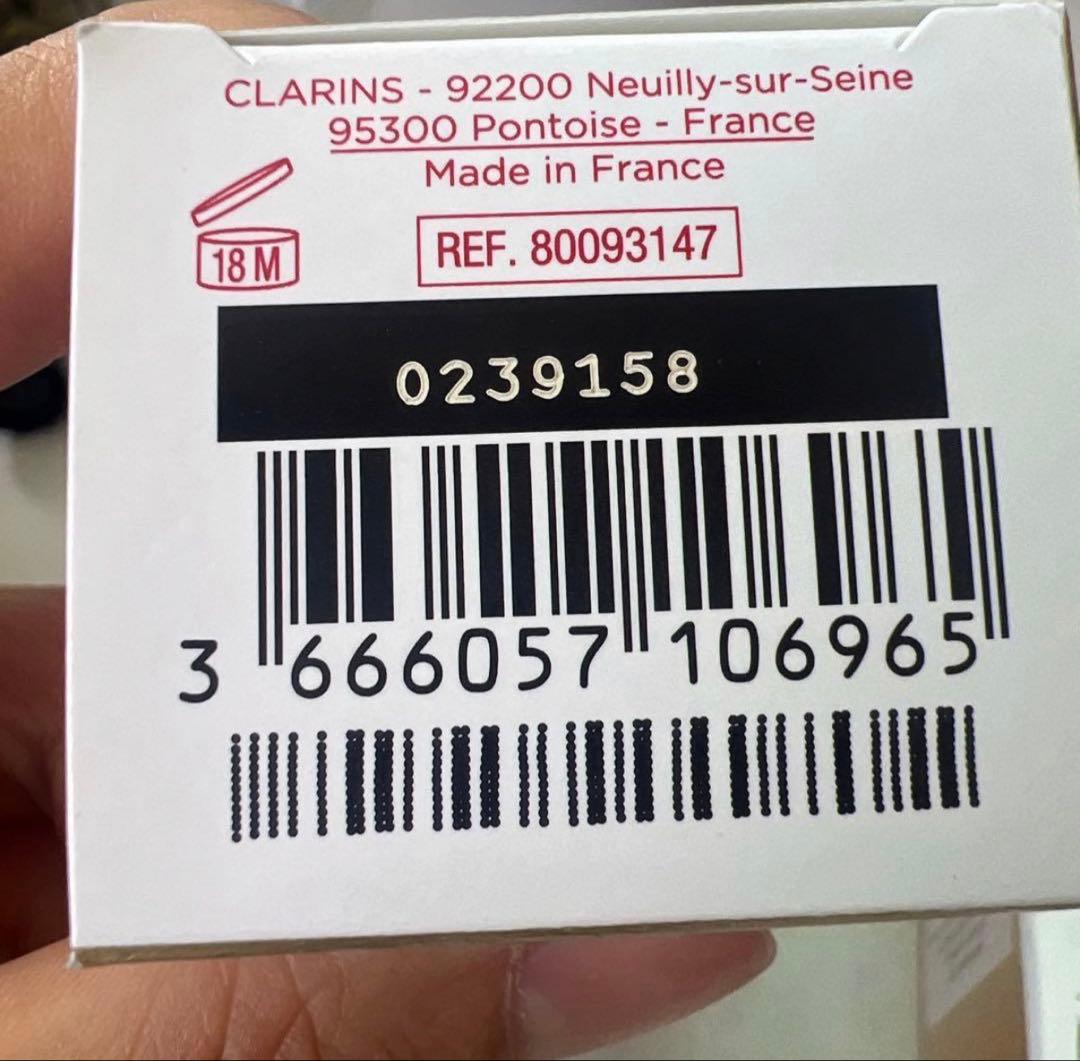 CLARINS - 92200 Neuilly-sur-Seine
95300 Pontoise - France
Made in France
18 M
REF. 80093147
0239158
3 666057 106965